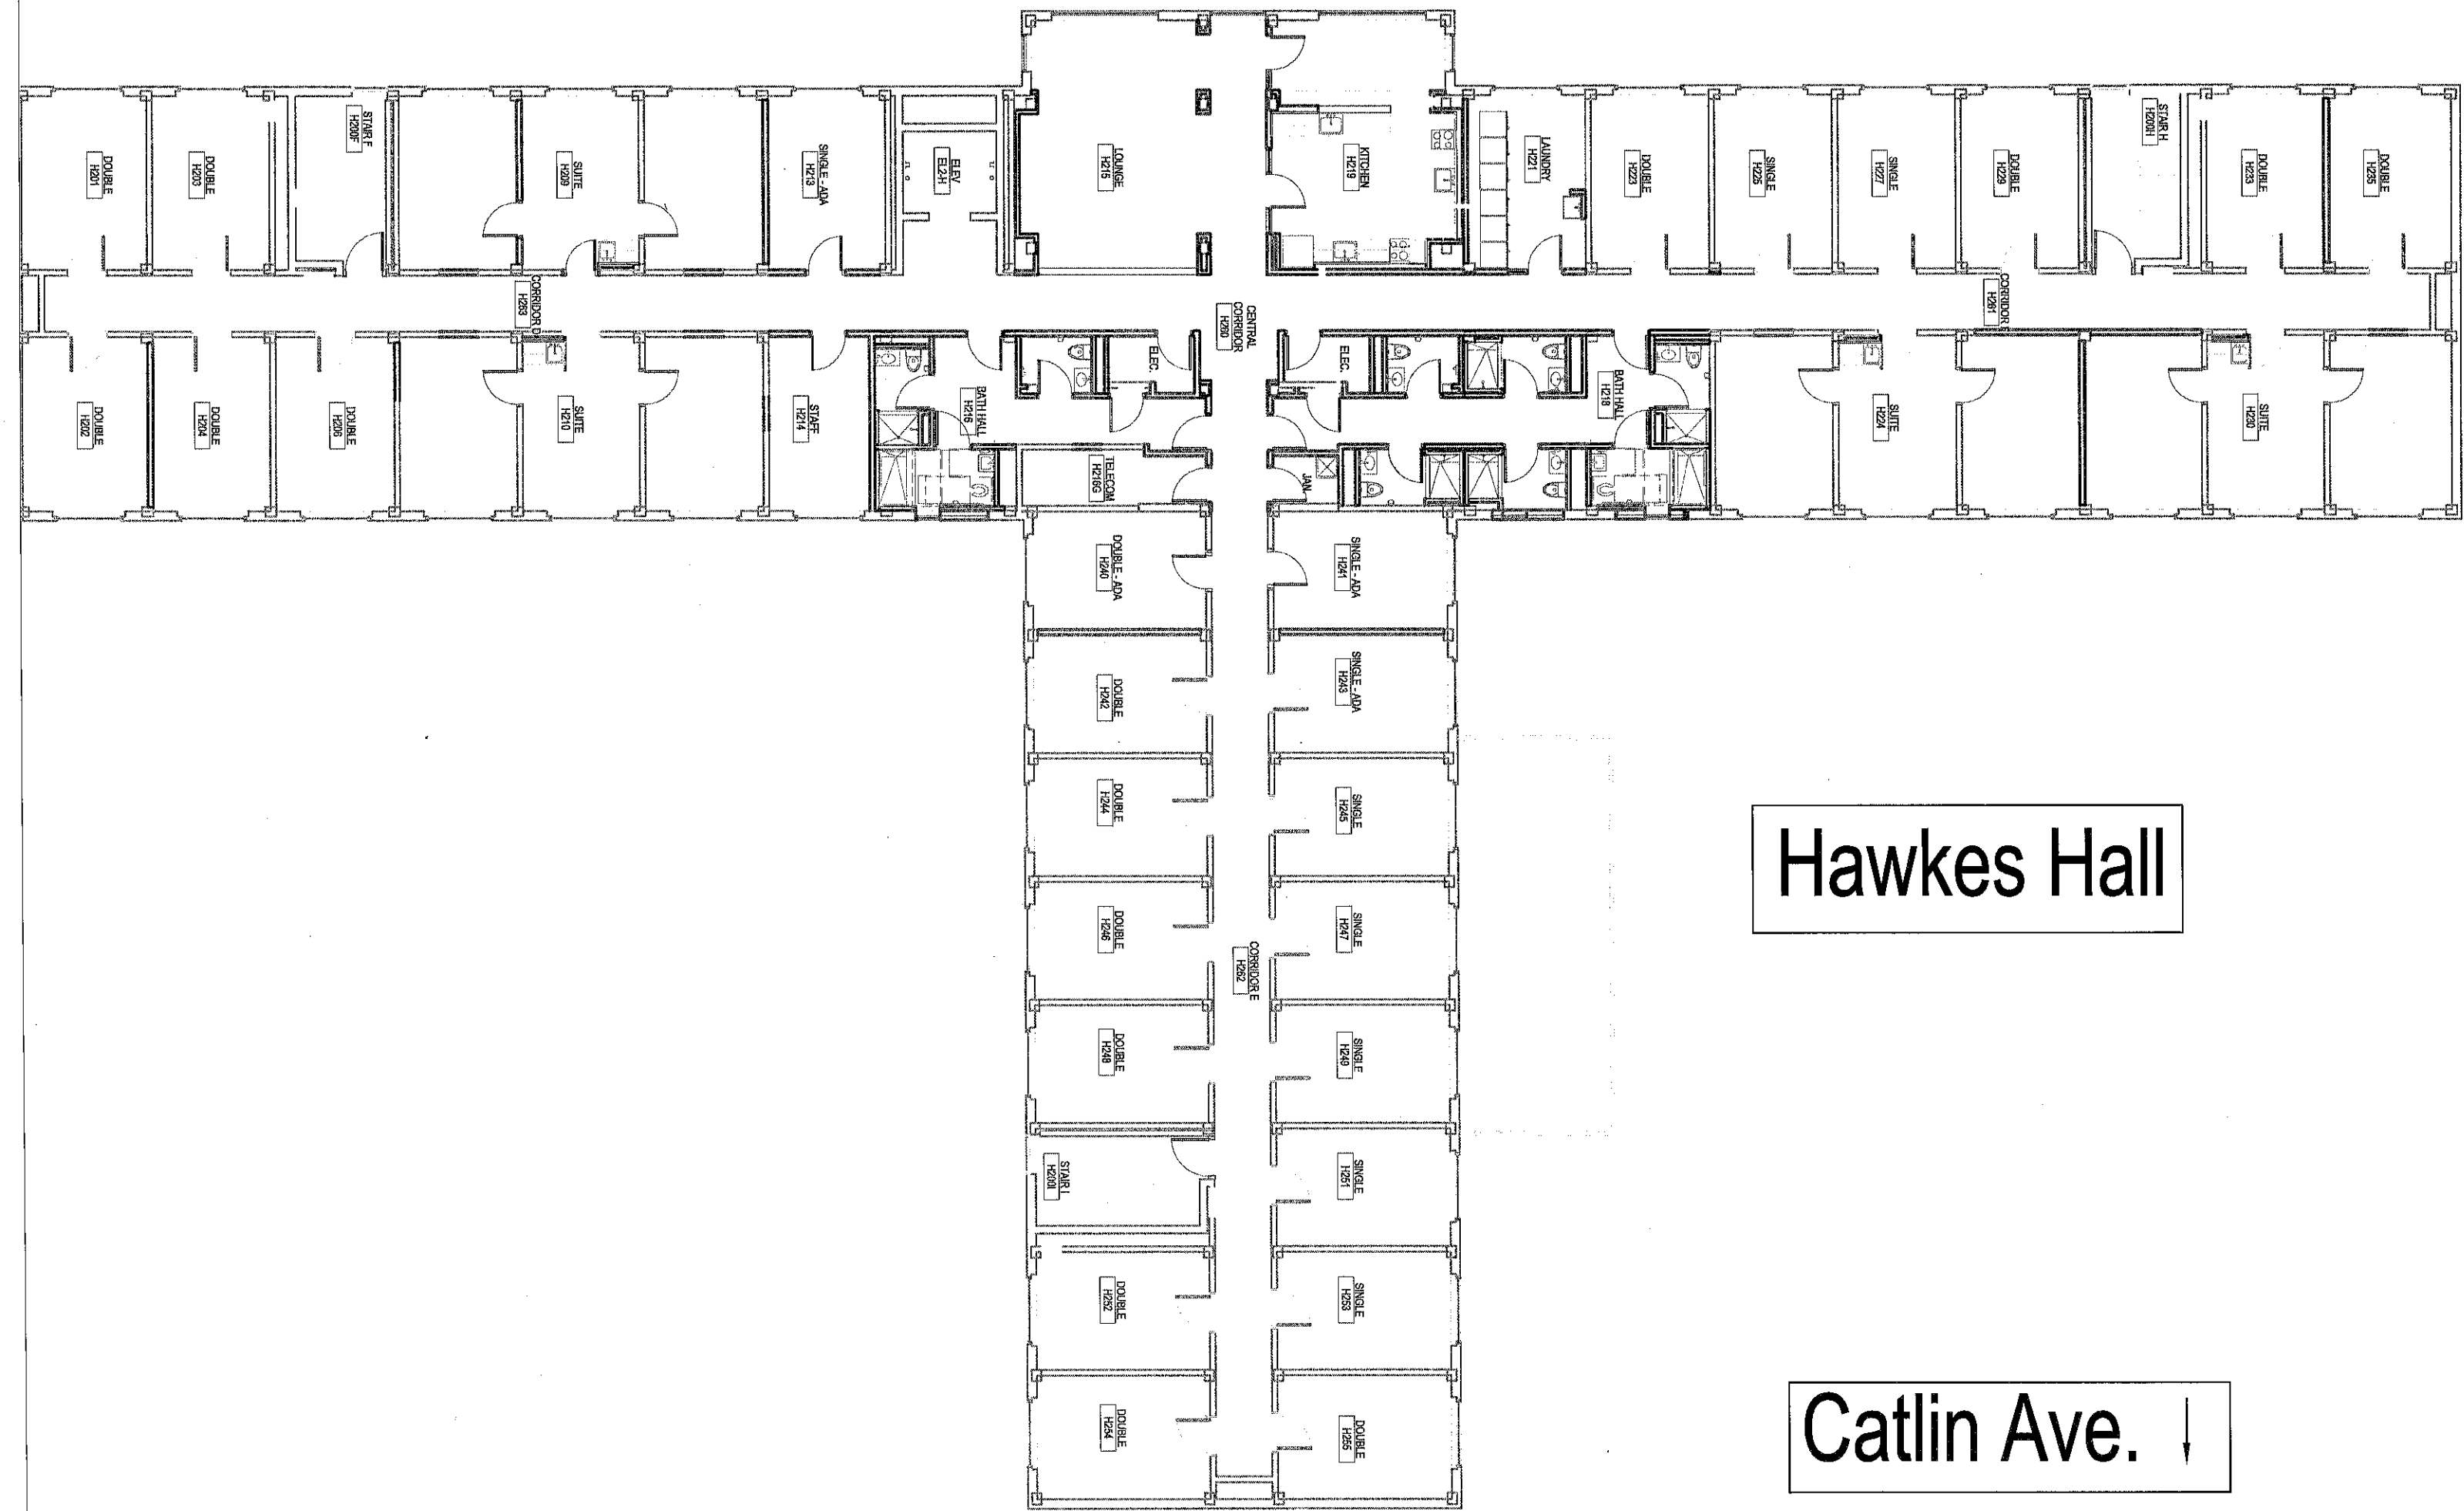 DOUBLE
H201
DOUBLE
H203
STAIR F
H200F
SUITE
H209
SINGLE - ADA
H213
ELEV
EL2-H
LOUNGE
H215
KITCHEN
H219
LAUNDRY
H221
DOUBLE
H223
SINGLE
H225
SINGLE
H227
DOUBLE
H229
STAIR H
H200H
DOUBLE
H233
DOUBLE
H235
CORRIDOR D
H263
CENTRAL
CORRIDOR
H260
CORRIDOR
H261
DOUBLE
H202
DOUBLE
H204
DOUBLE
H206
SUITE
H210
STAFF
H214
BATH HALL
H216
ELEC.
ELEC.
BATH HALL
H218
SUITE
H224
SUITE
H230
TELECOM
H216G
JAN.
DOUBLE - ADA
H240
SINGLE - ADA
H241
DOUBLE
H242
SINGLE - ADA
H243
DOUBLE
H244
SINGLE
H245
DOUBLE
H246
SINGLE
H247
CORRIDOR E
H262
DOUBLE
H248
SINGLE
H249
STAIR I
H200I
SINGLE
H251
DOUBLE
H252
SINGLE
H253
DOUBLE
H254
DOUBLE
H255
Hawkes Hall
Catlin Ave. ↓